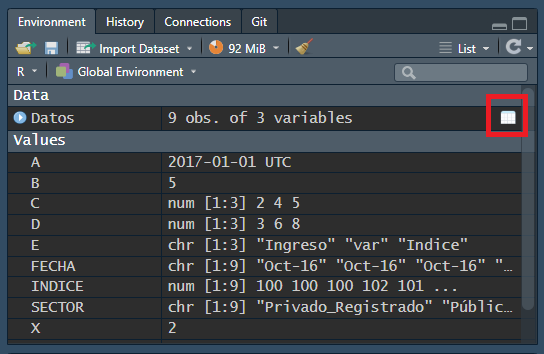 Environment History Connections Git
Import Dataset 92 MiB List
R Global Environment
Data
Datos 9 obs. of 3 variables
Values
A 2017-01-01 UTC
B 5
C num [1:3] 2 4 5
D num [1:3] 3 6 8
E chr [1:3] "Ingreso" "var" "Indice"
FECHA chr [1:9] "Oct-16" "Oct-16" "Oct-16" "…
INDICE num [1:9] 100 100 100 102 101 ...
SECTOR chr [1:9] "Privado_Registrado" "Públic…
X 2